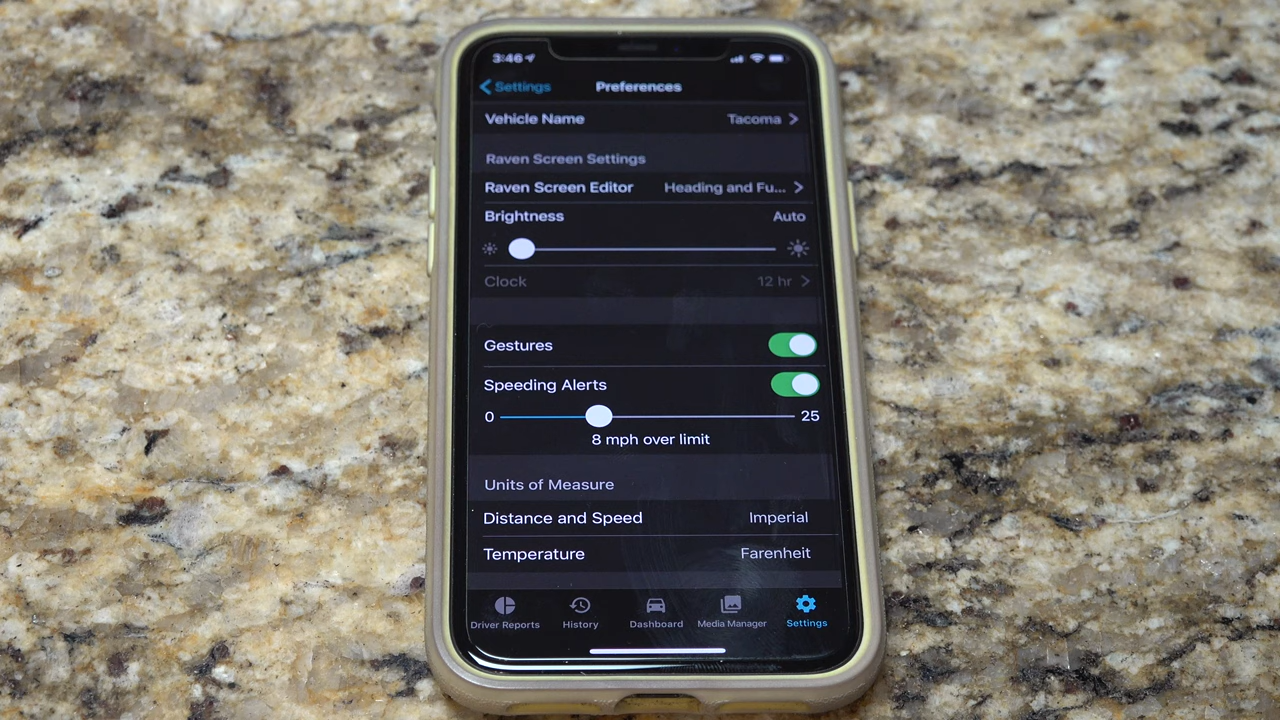 3:46
Settings Preferences
Vehicle Name Tacoma
Raven Screen Settings
Raven Screen Editor Heading and Fu...
Brightness Auto
Clock 12 hr
Gestures
Speeding Alerts
0 25
8 mph over limit
Units of Measure
Distance and Speed Imperial
Temperature Farenheit
Driver Reports History Dashboard Media Manager Settings